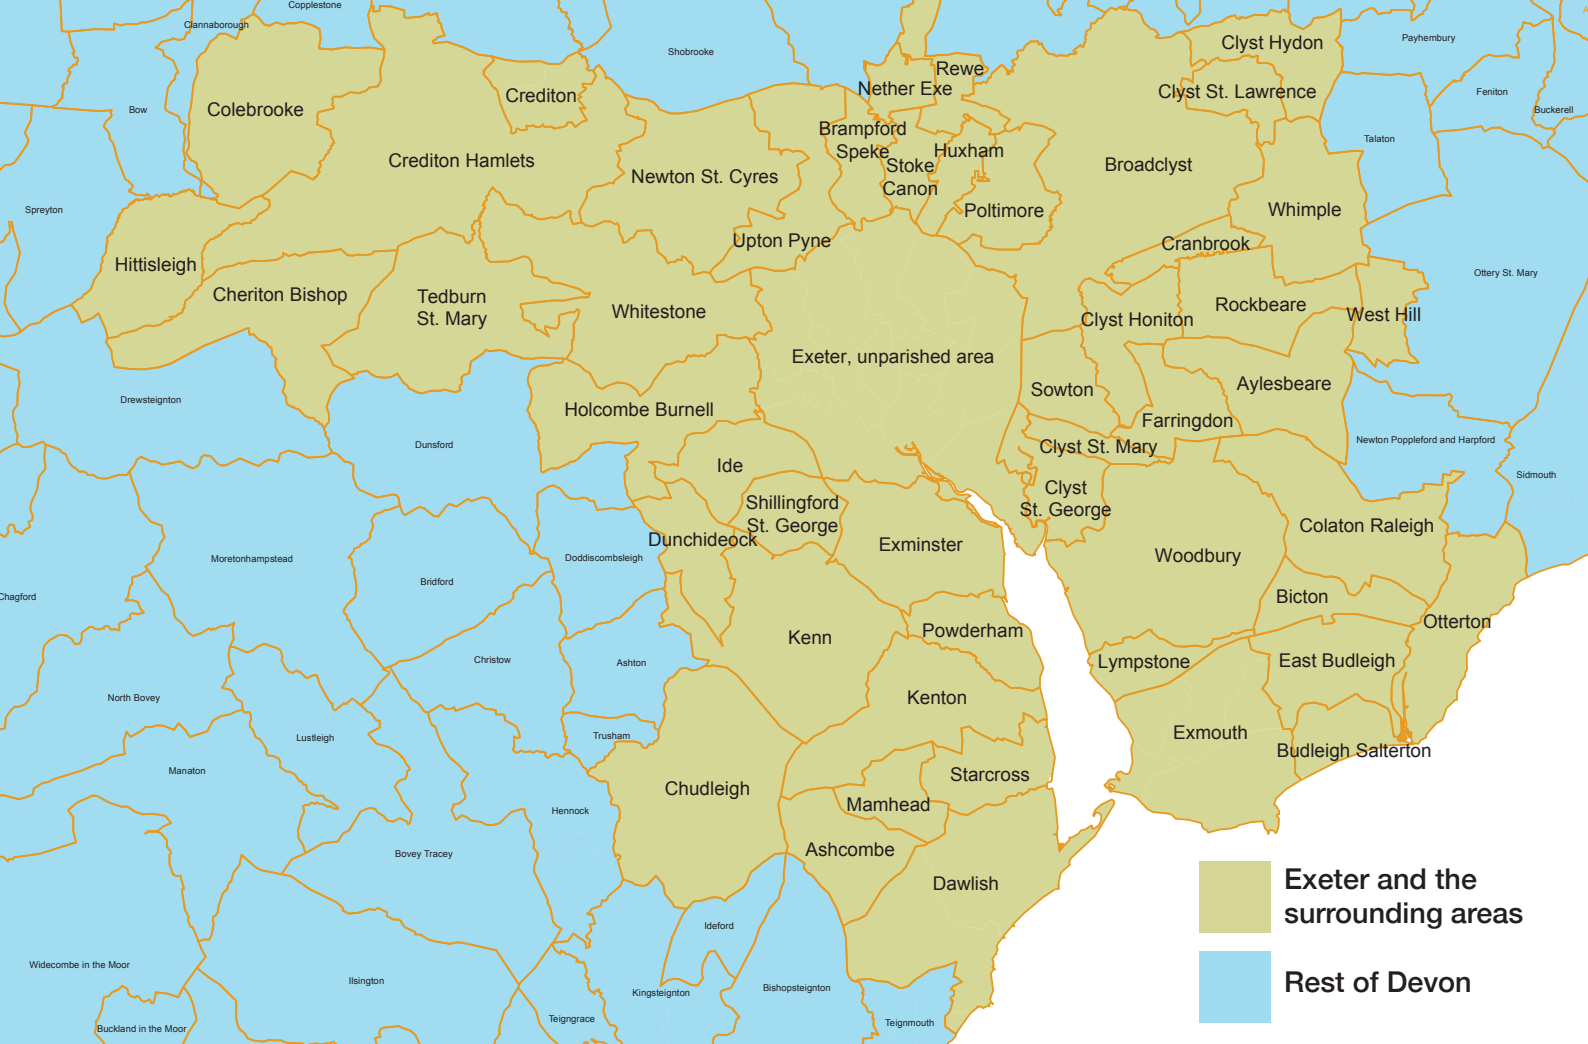 Copplestone
Clannaborough
Shobrooke
Payhembury
Clyst Hydon
Rewe
Nether Exe
Crediton
Colebrooke
Bow
Clyst St. Lawrence
Feniton
Buckerell
Brampford
Speke
Talaton
Huxham
Stoke
Canon
Crediton Hamlets
Newton St. Cyres
Broadclyst
Spreyton
Poltimore
Whimple
Upton Pyne
Cranbrook
Hittisleigh
Ottery St. Mary
Cheriton Bishop
Tedburn
St. Mary
Whitestone
Rockbeare
West Hill
Clyst Honiton
Exeter, unparished area
Aylesbeare
Sowton
Drewsteignton
Holcombe Burnell
Farringdon
Dunsford
Clyst St. Mary
Newton Poppleford and Harpford
Ide
Sidmouth
Clyst
St. George
Shillingford
St. George
Colaton Raleigh
Dunchideock
Exminster
Woodbury
Moretonhampstead
Doddiscombsleigh
Bridford
Chagford
Bicton
Otterton
Kenn
Powderham
Christow
Ashton
Lympstone
East Budleigh
North Bovey
Kenton
Lustleigh
Trusham
Exmouth
Budleigh Salterton
Manaton
Starcross
Chudleigh
Mamhead
Hennock
Bovey Tracey
Ashcombe
Dawlish
Exeter and the
surrounding areas
Ideford
Widecombe in the Moor
Ilsington
Kingsteignton
Bishopsteignton
Rest of Devon
Teigngrace
Teignmouth
Buckland in the Moor